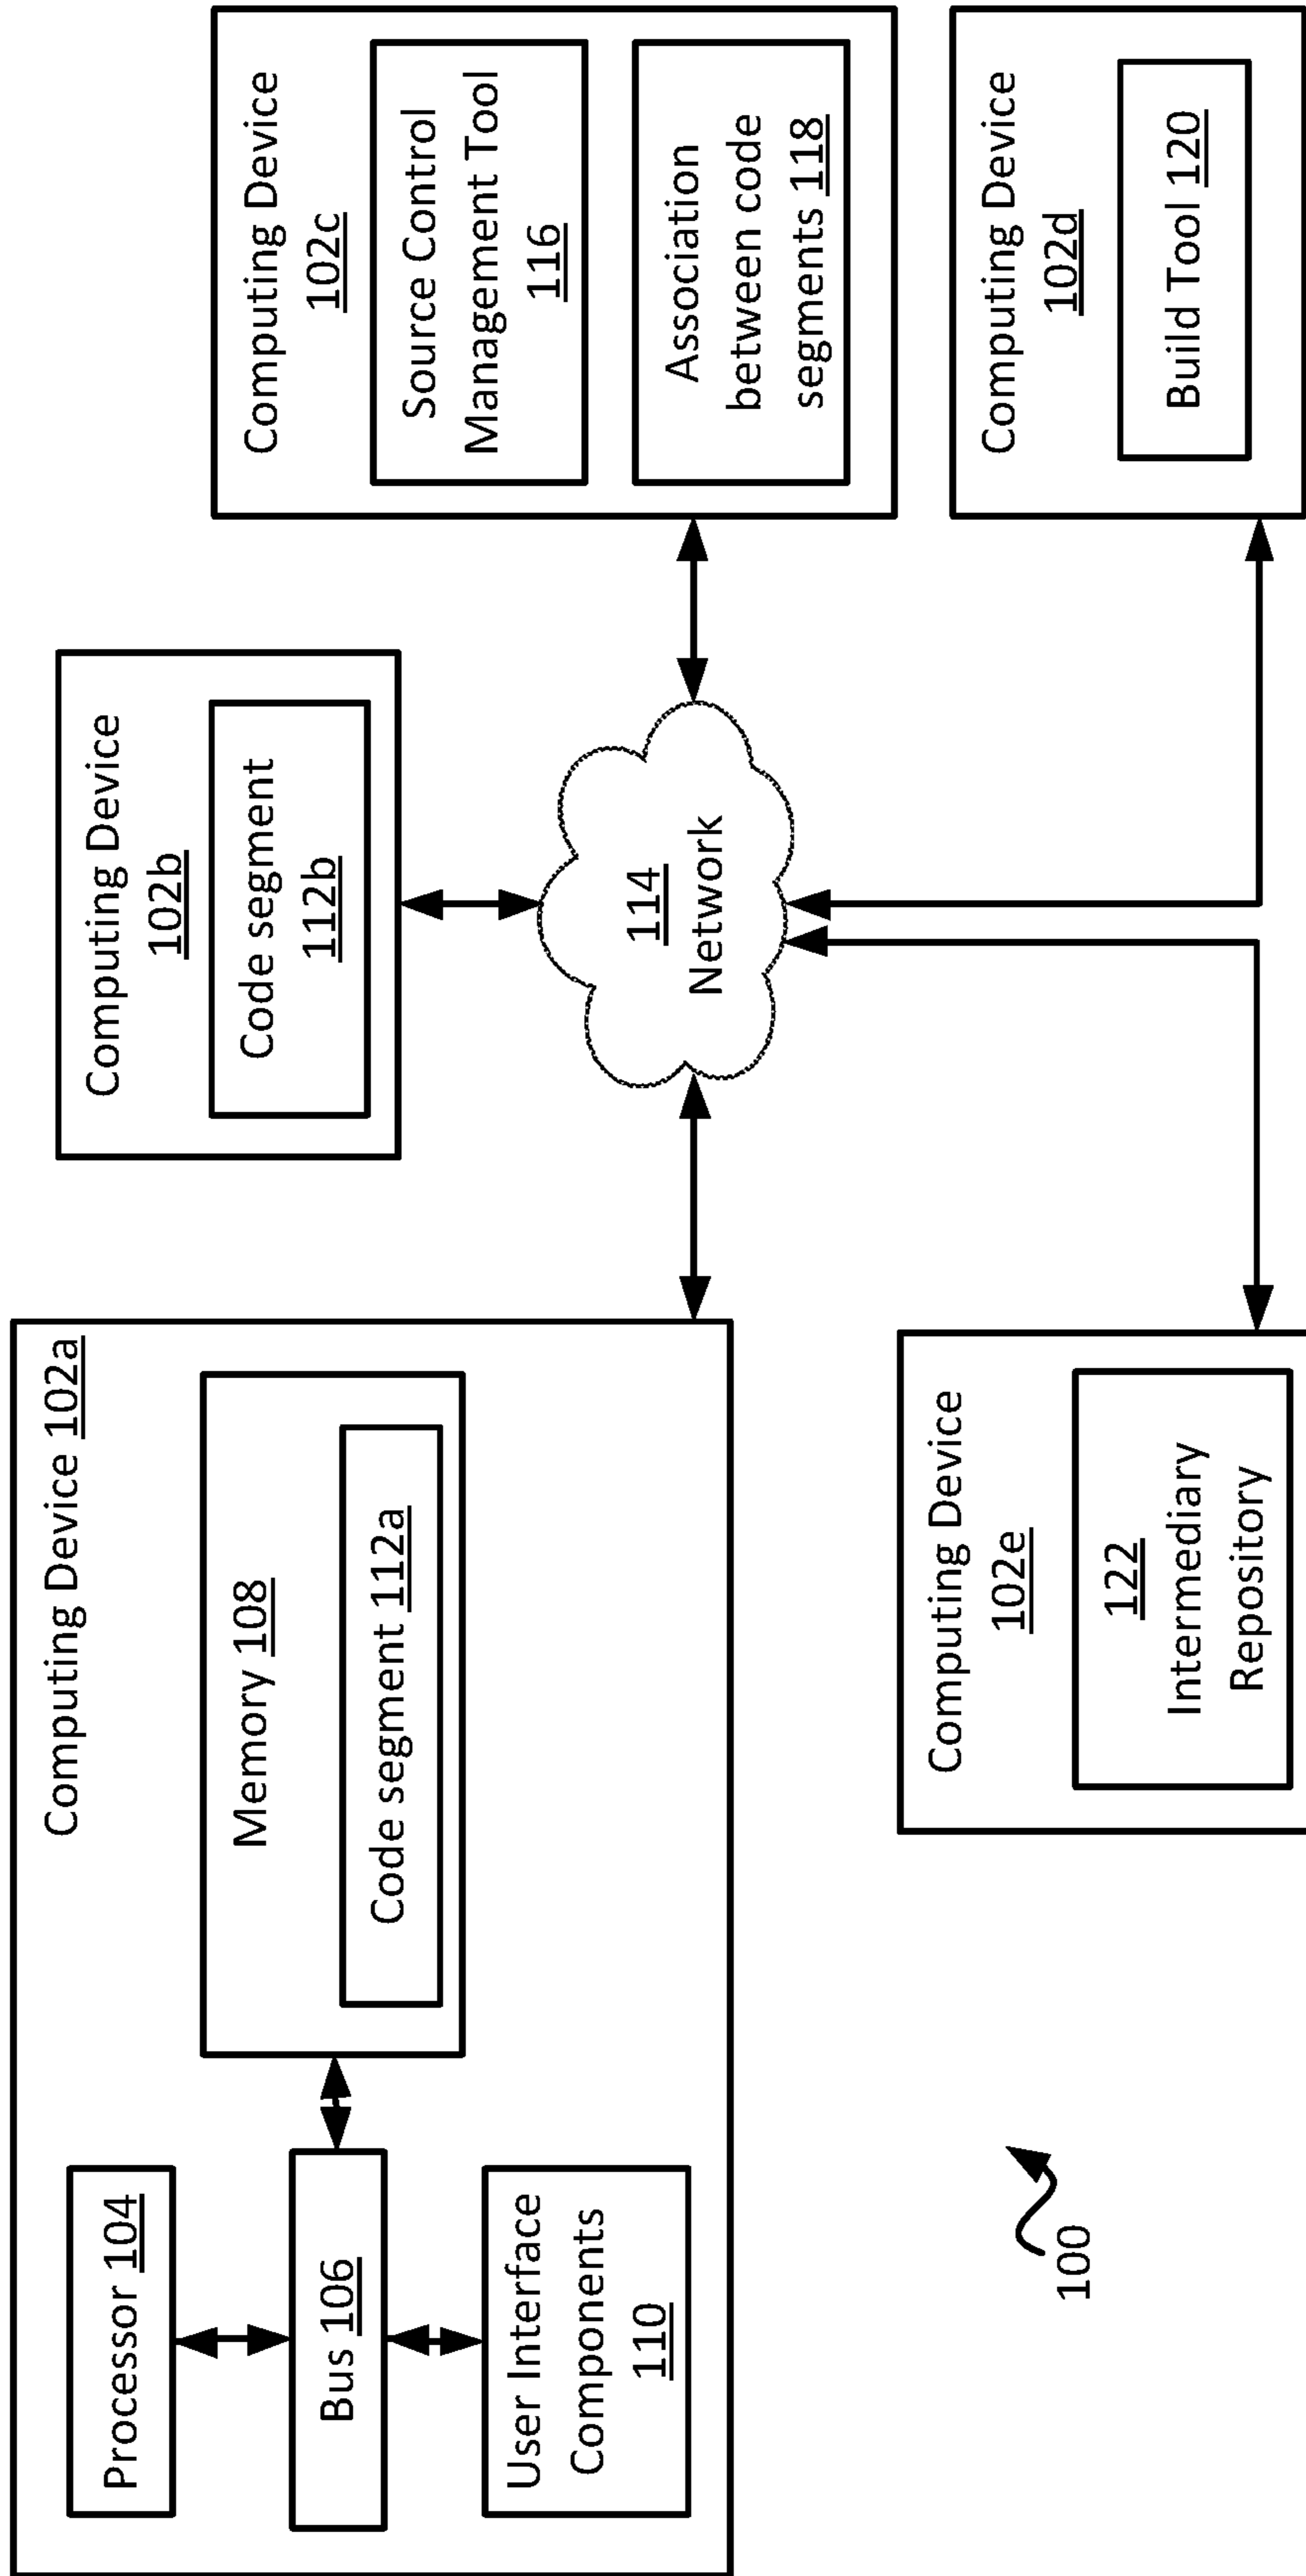 Computing Device 102a
Processor 104
Bus 106
User Interface
Components
110
Memory 108
Code segment 112a
Computing Device
102b
Code segment
112b
114
Network
Computing Device
102c
Source Control
Management Tool
116
Association
between code
segments 118
Computing Device
102e
122
Intermediary
Repository
Computing Device
102d
Build Tool 120
100